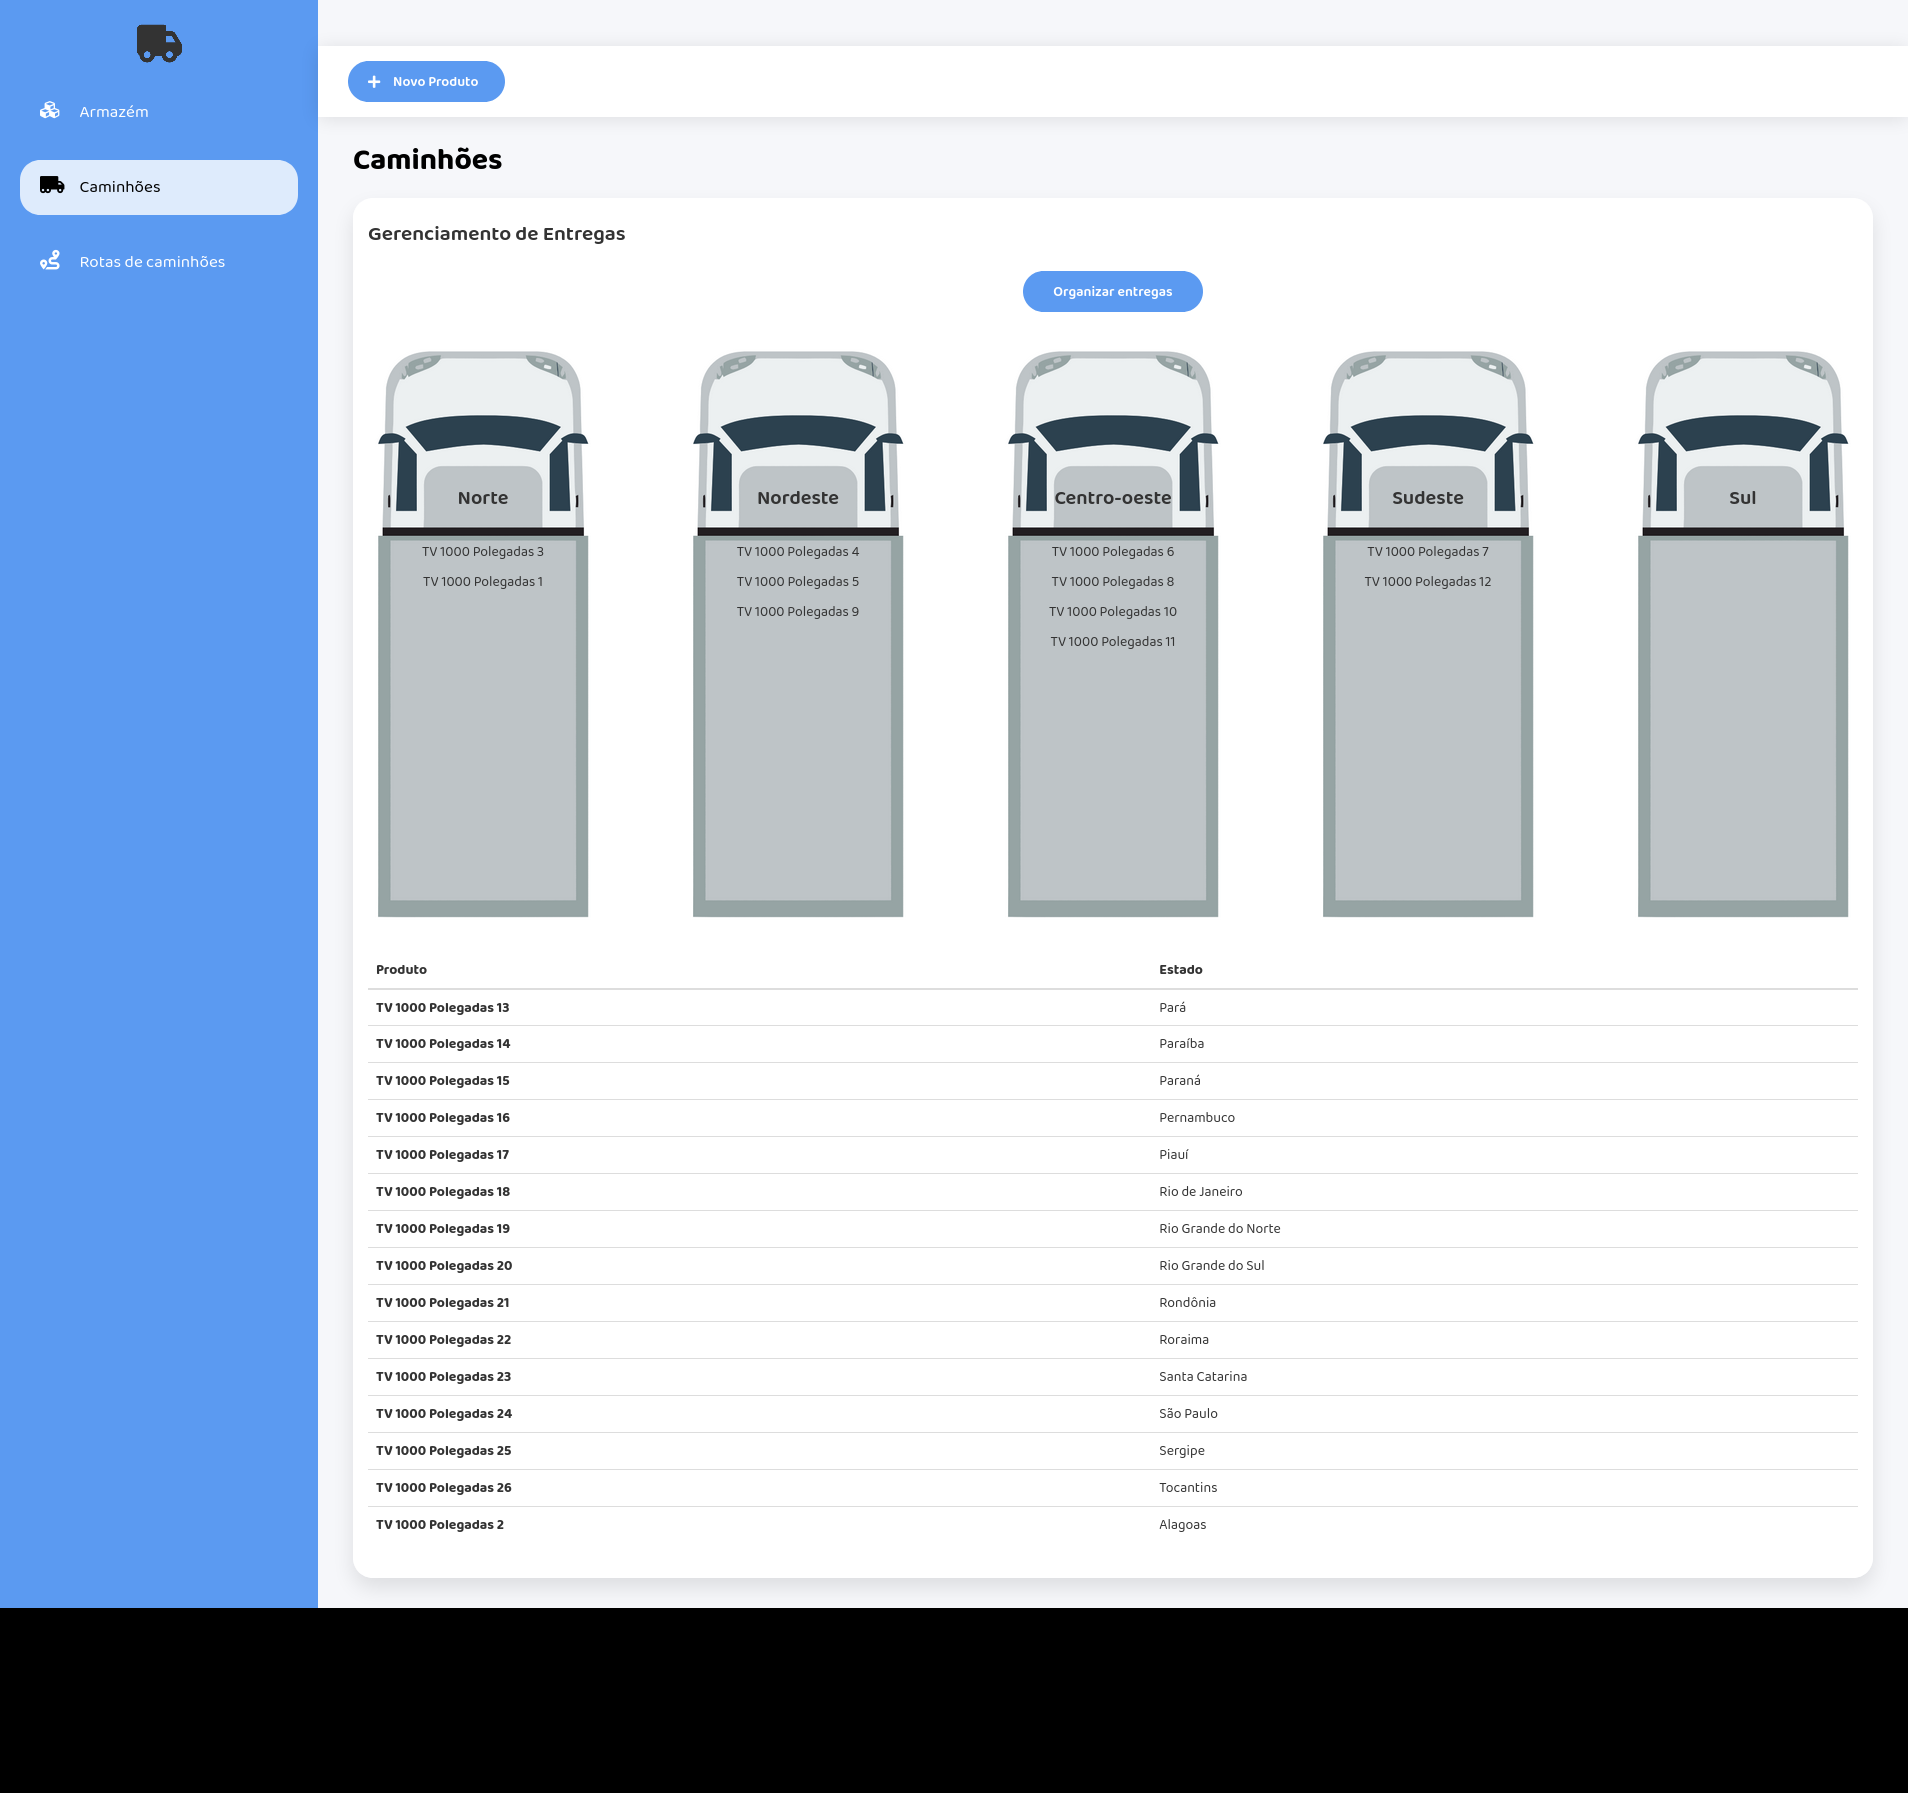 Armazém
Caminhões
Rotas de caminhões
Novo Produto
Caminhões
Gerenciamento de Entregas
Organizar entregas
Norte
TV 1000 Polegadas 3
TV 1000 Polegadas 1
Nordeste
TV 1000 Polegadas 4
TV 1000 Polegadas 5
TV 1000 Polegadas 9
Centro-oeste
TV 1000 Polegadas 6
TV 1000 Polegadas 8
TV 1000 Polegadas 10
TV 1000 Polegadas 11
Sudeste
TV 1000 Polegadas 7
TV 1000 Polegadas 12
Sul
Produto Estado
TV 1000 Polegadas 13 Pará
TV 1000 Polegadas 14 Paraíba
TV 1000 Polegadas 15 Paraná
TV 1000 Polegadas 16 Pernambuco
TV 1000 Polegadas 17 Piauí
TV 1000 Polegadas 18 Rio de Janeiro
TV 1000 Polegadas 19 Rio Grande do Norte
TV 1000 Polegadas 20 Rio Grande do Sul
TV 1000 Polegadas 21 Rondônia
TV 1000 Polegadas 22 Roraima
TV 1000 Polegadas 23 Santa Catarina
TV 1000 Polegadas 24 São Paulo
TV 1000 Polegadas 25 Sergipe
TV 1000 Polegadas 26 Tocantins
TV 1000 Polegadas 2 Alagoas